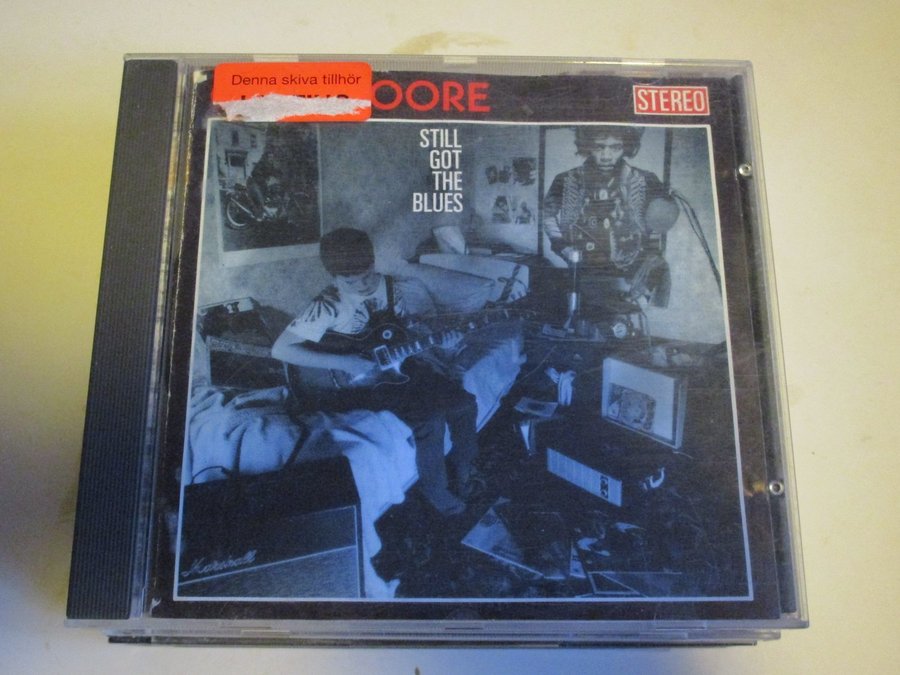 Denna skiva tillhör
OORE
STEREO
STILL
GOT
THE
BLUES
Marshall